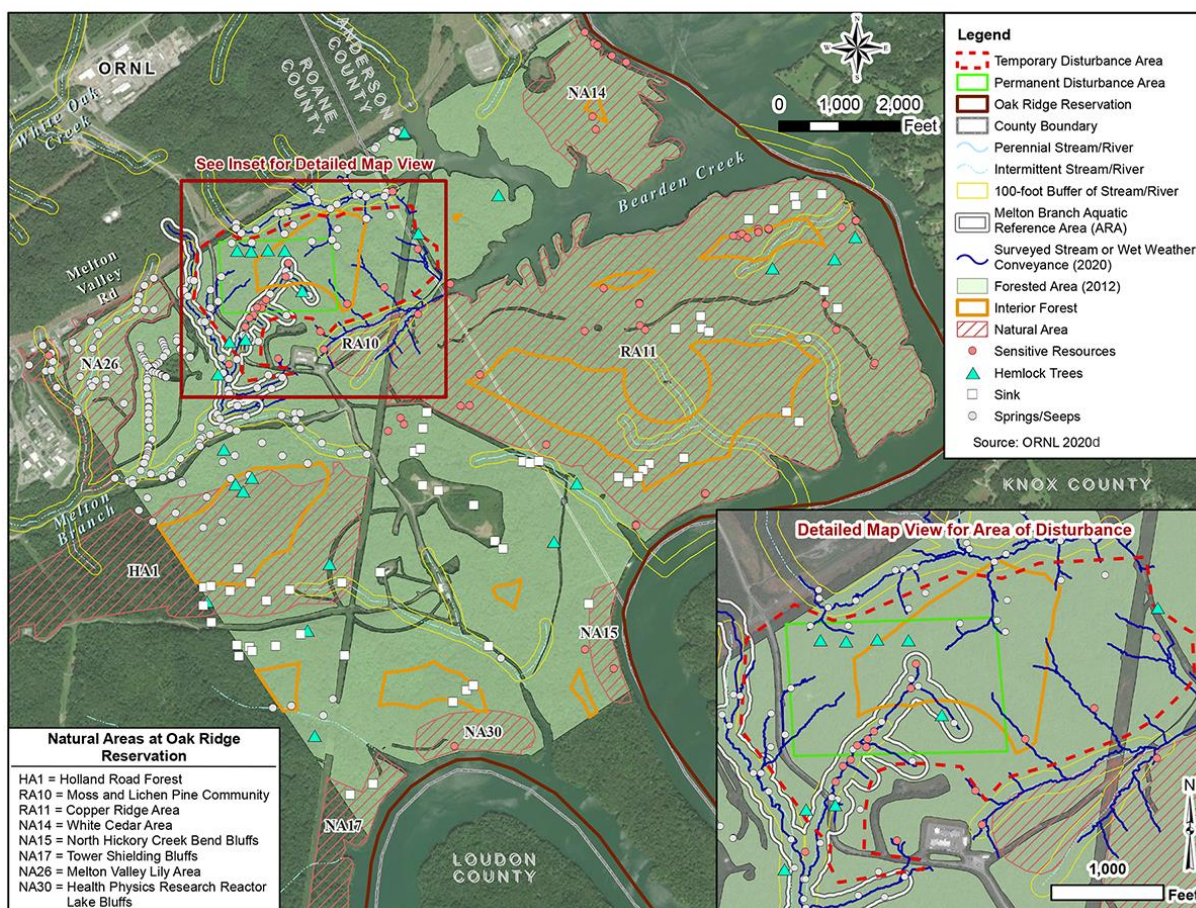 ORNL
White Oak
Creek
ANDERSON
COUNTY
ROANE
COUNTY
NA14
0 1,000 2,000
Feet
See Inset for Detailed Map View
Bearden Creek
Melton
Valley
Rd
NA26
RA10
RA11
Melton
Branch
HA1
NA15
NA30
NA17
KNOX COUNTY
LOUDON
COUNTY
Legend
Temporary Disturbance Area
Permanent Disturbance Area
Oak Ridge Reservation
County Boundary
Perennial Stream/River
Intermittent Stream/River
100-foot Buffer of Stream/River
Melton Branch Aquatic
Reference Area (ARA)
Surveyed Stream or Wet Weather
Conveyance (2020)
Forested Area (2012)
Interior Forest
Natural Area
Sensitive Resources
Hemlock Trees
Sink
Springs/Seeps
Source: ORNL 2020d
Natural Areas at Oak Ridge
Reservation
HA1 = Holland Road Forest
RA10 = Moss and Lichen Pine Community
RA11 = Copper Ridge Area
NA14 = White Cedar Area
NA15 = North Hickory Creek Bend Bluffs
NA17 = Tower Shielding Bluffs
NA26 = Melton Valley Lily Area
NA30 = Health Physics Research Reactor
Lake Bluffs
Detailed Map View for Area of Disturbance
N
1,000
Feet